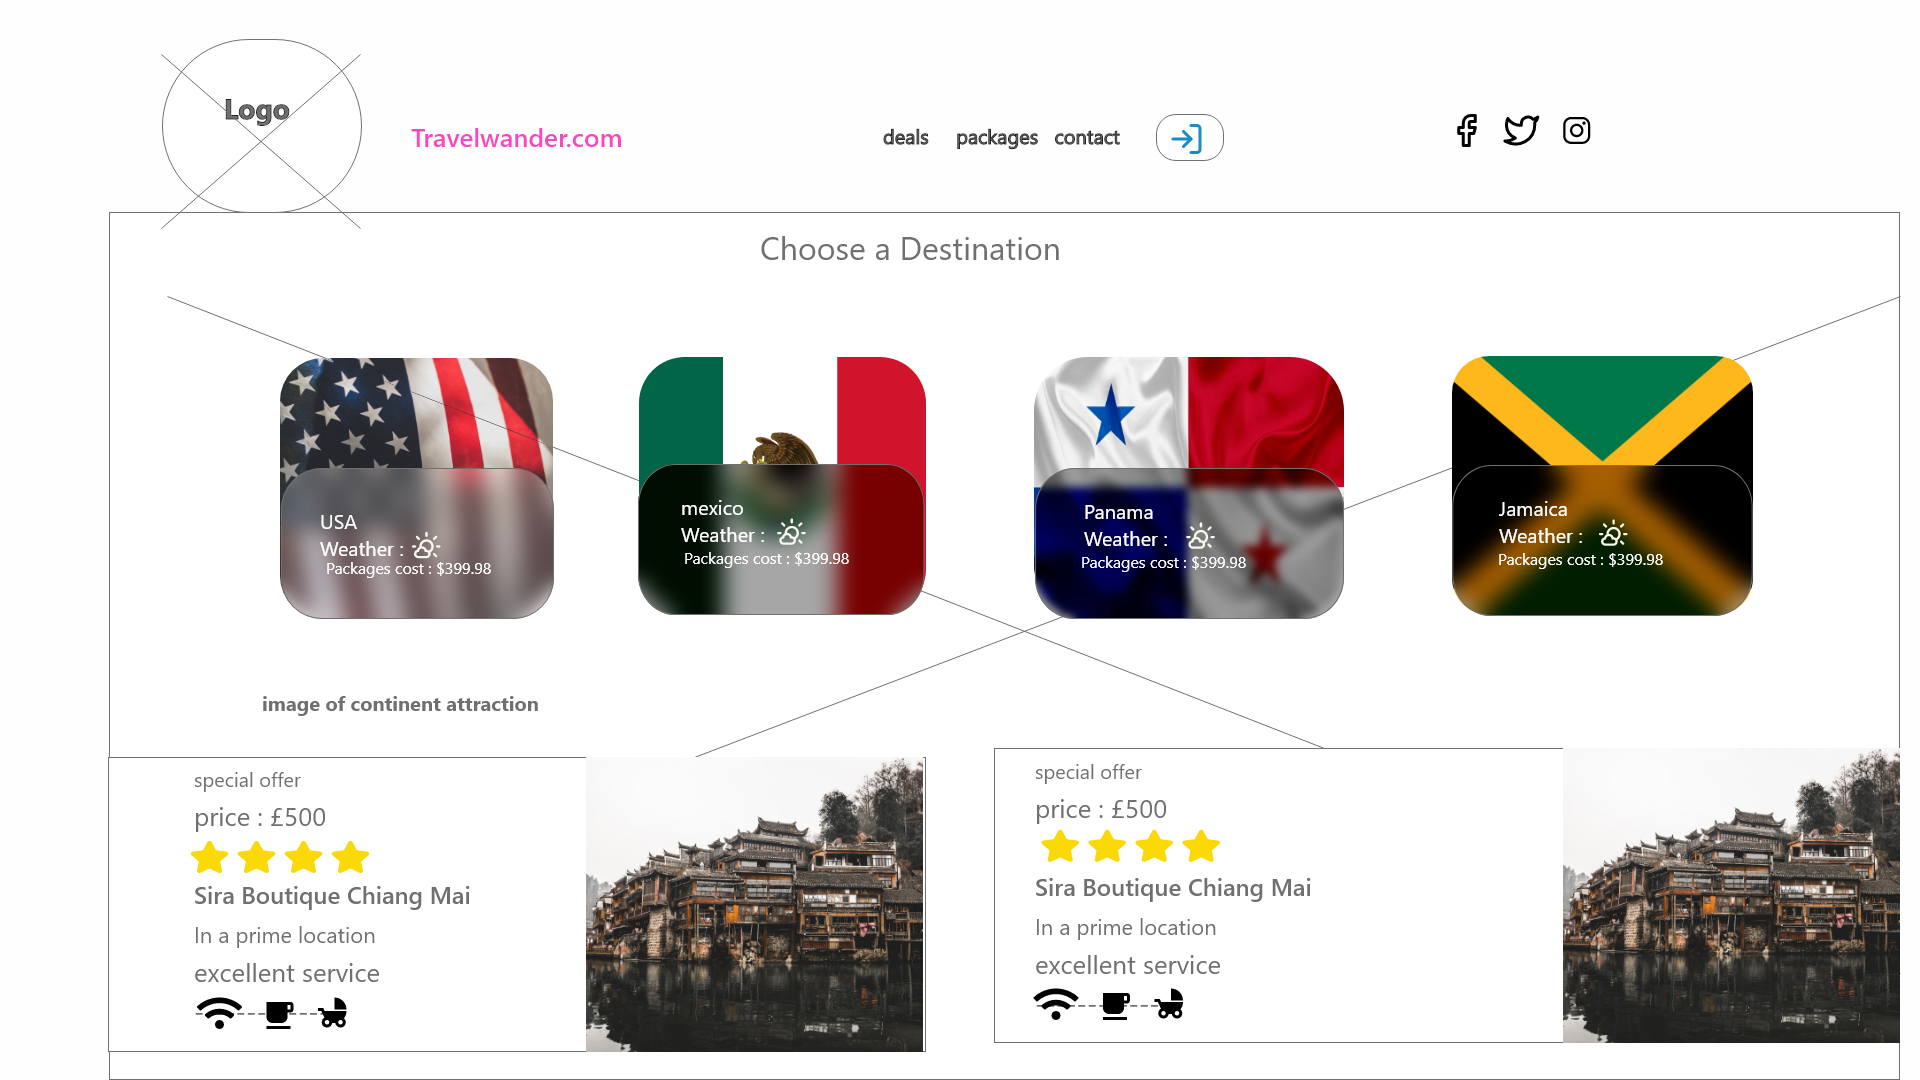 Logo
Travelwander.com
deals
packages
contact
Choose a Destination
USA
Weather :
Packages cost : $399.98
mexico
Weather :
Packages cost : $399.98
Panama
Weather :
Packages cost : $399.98
Jamaica
Weather :
Packages cost : $399.98
image of continent attraction
special offer
price : £500
Sira Boutique Chiang Mai
In a prime location
excellent service
special offer
price : £500
Sira Boutique Chiang Mai
In a prime location
excellent service